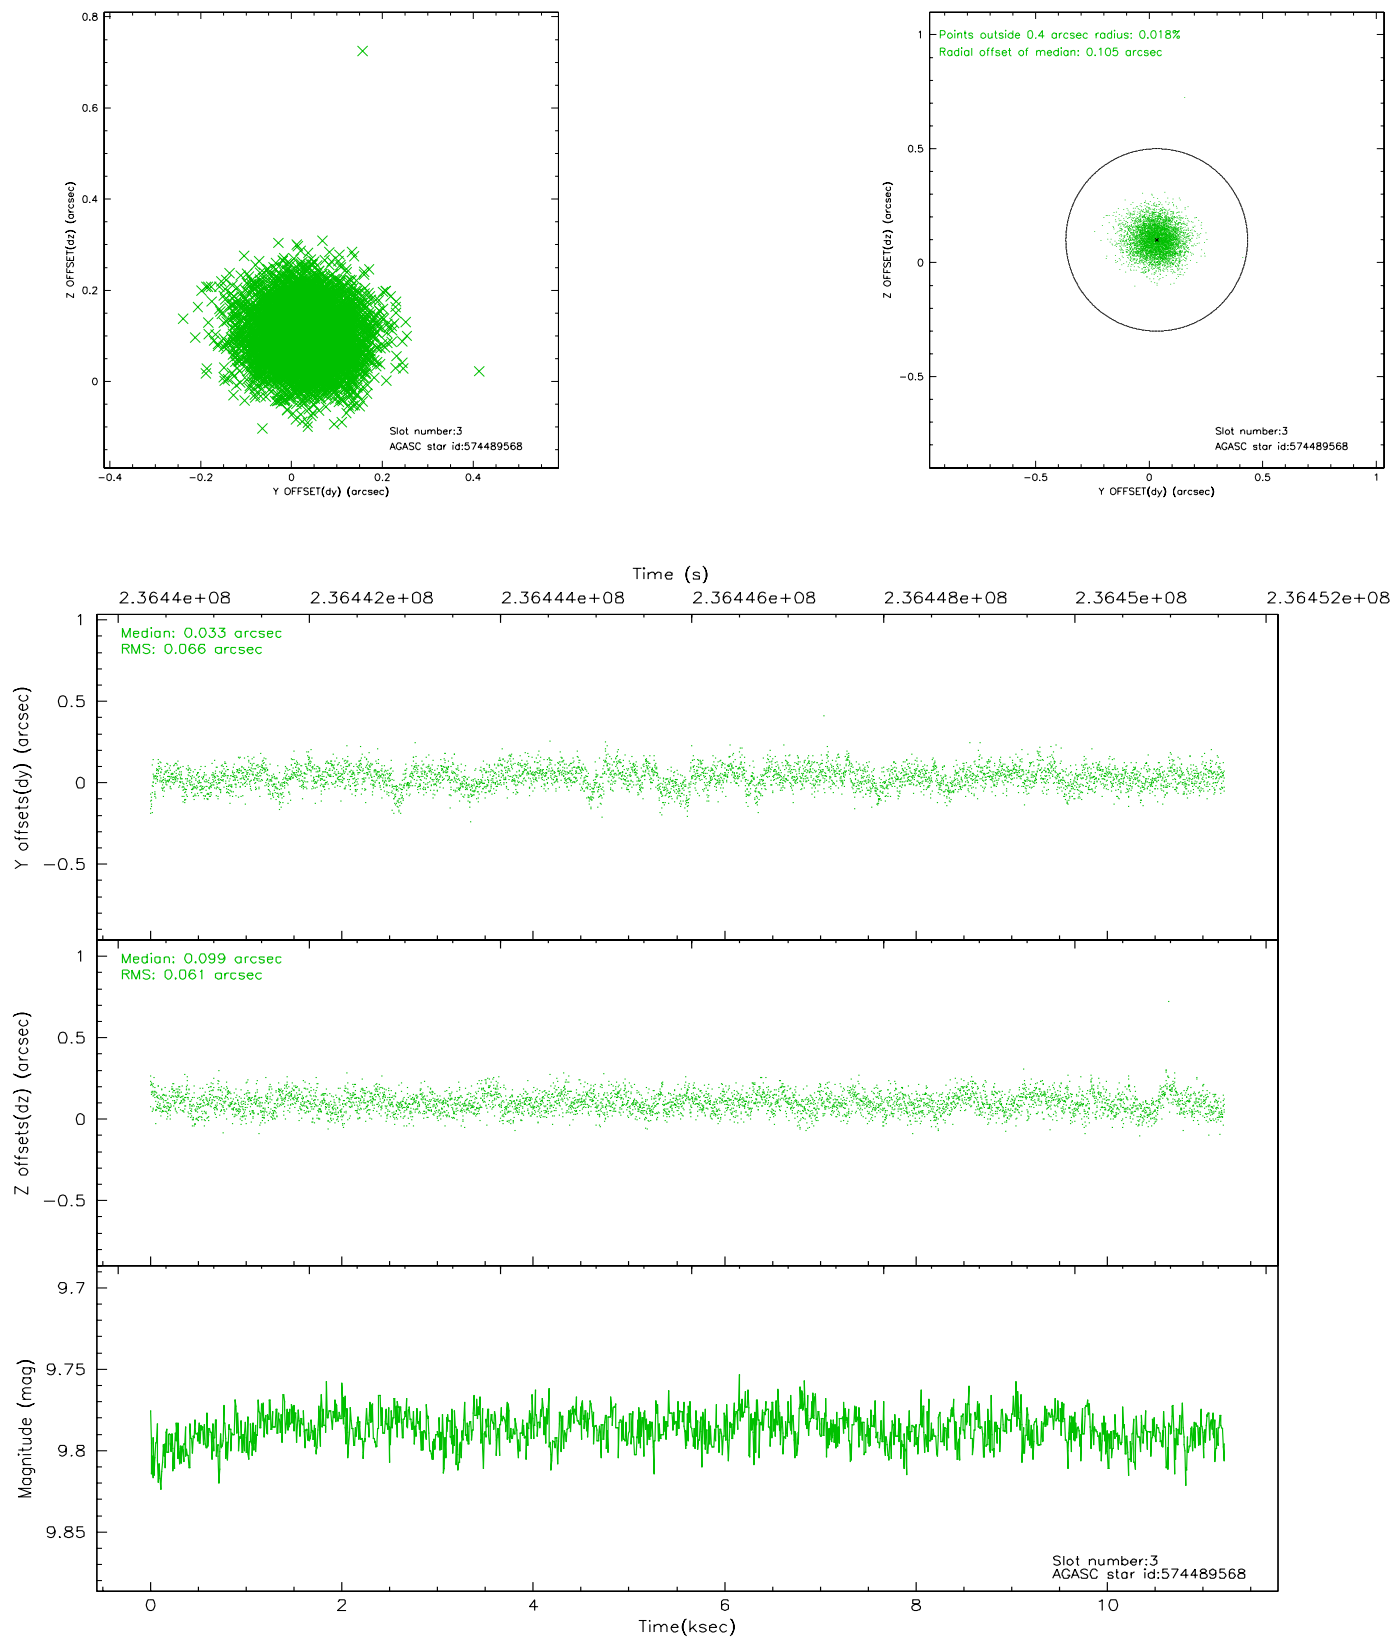 0.8
0.6
0.4
0.2
0
−0.4
−0.2
0
0.2
0.4
Z OFFSET(dz) (arcsec)
Y OFFSET(dy) (arcsec)
Slot number:3
AGASC star id:574489568
Points outside 0.4 arcsec radius: 0.018%
Radial offset of median: 0.105 arcsec
1
0.5
0
−0.5
−0.5
0
0.5
1
Z OFFSET(dz) (arcsec)
Y OFFSET(dy) (arcsec)
Slot number:3
AGASC star id:574489568
Time (s)
2.3644e+08
2.36442e+08
2.36444e+08
2.36446e+08
2.36448e+08
2.3645e+08
2.36452e+08
Median: 0.033 arcsec
RMS: 0.066 arcsec
1
0.5
0
−0.5
Y offsets(dy) (arcsec)
Median: 0.099 arcsec
RMS: 0.061 arcsec
1
0.5
0
−0.5
Z offsets(dz) (arcsec)
9.7
9.75
9.8
9.85
Magnitude (mag)
Slot number:3
AGASC star id:574489568
0
2
4
6
8
10
Time(ksec)